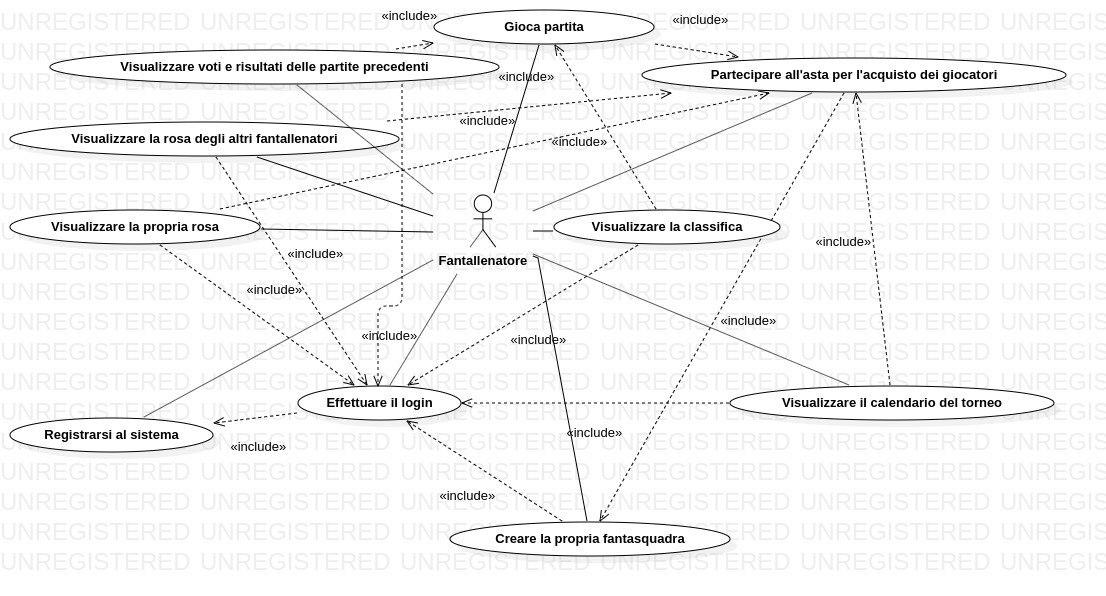 «include»
Gioca partita
«include»
Visualizzare voti e risultati delle partite precedenti
«include»
Partecipare all'asta per l'acquisto dei giocatori
«include»
Visualizzare la rosa degli altri fantallenatori
«include»
Visualizzare la propria rosa
Visualizzare la classifica
«include»
«include»
Fantallenatore
«include»
«include»
«include»
«include»
Effettuare il login
Visualizzare il calendario del torneo
Registrarsi al sistema
«include»
«include»
«include»
Creare la propria fantasquadra
UNREGISTERED UNREGISTERED UNREGISTERED UNREGISTERED UNREGISTERED